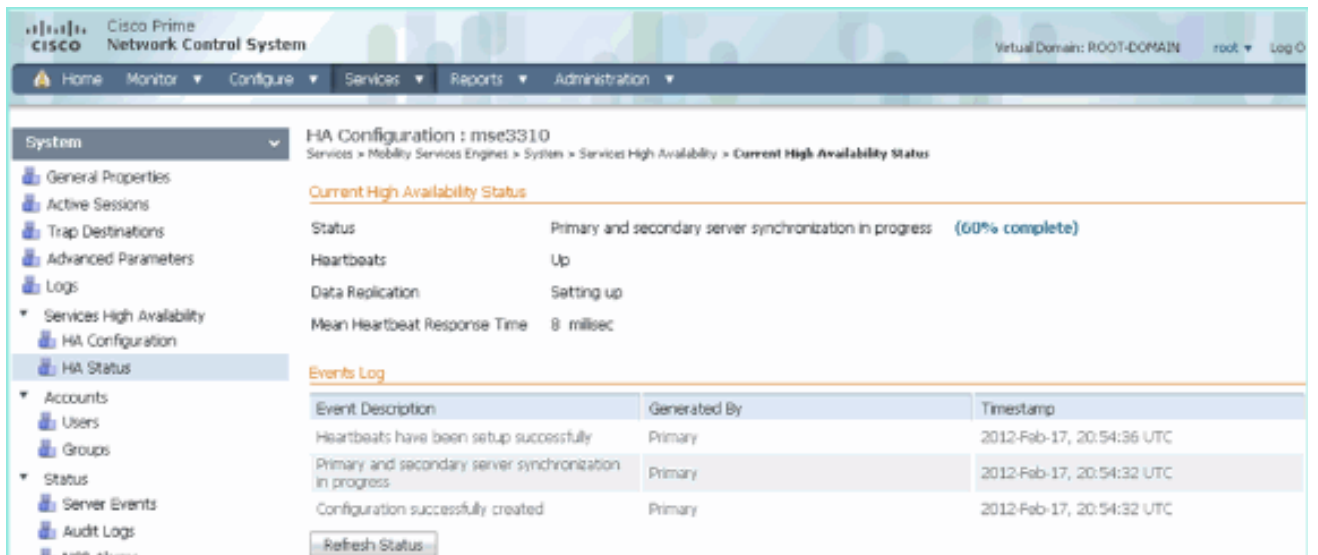 Cisco Prime
CISCO Network Control System
Virtual Domain: ROOT-DOMAIN root Log O
Home Monitor Configure Services Reports Administration
System
General Properties
Active Sessions
Trap Destinations
Advanced Parameters
Logs
Services High Availability
HA Configuration
HA Status
Accounts
Users
Groups
Status
Server Events
Audit Logs
HA Configuration : mse3310
Services > Mobility Services Engines > System > Services High Availability > Current High Availability Status
Current High Availability Status
Status Primary and secondary server synchronization in progress (60% complete)
Heartbeats Up
Data Replication Setting up
Mean Heartbeat Response Time 8 millisec
Events Log
Event Description Generated By Timestamp
Heartbeats have been setup successfully Primary 2012-Feb-17, 20:54:36 UTC
Primary and secondary server synchronization
in progress Primary 2012-Feb-17, 20:54:32 UTC
Configuration successfully created Primary 2012-Feb-17, 20:54:32 UTC
Refresh Status